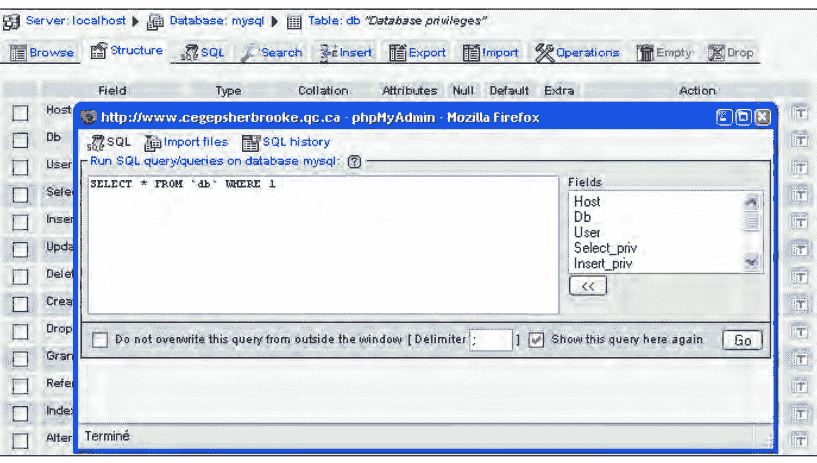 Server: localhost Database: mysql Table: db "Database privileges"
Browse Structure SQL Search Insert Export Import Operations Empty Drop
Field Type Collation Attributes Null Default Extra Action
Host
http://www.cegepsherbrooke.qc.ca - phpMyAdmin - Mozilla Firefox
Db
SQL Import files SQL history
User
Run SQL query/queries on database mysql:
SELECT * FROM `db` WHERE 1
Fields
Host
Db
User
Select_priv
Insert_priv
<<
Selec
Inser
Upda
Delet
Crea
Drop
Do not overwrite this query from outside the window [ Delimiter ; ] Show this query here again Go
Gran
Refer
Index
Alter
Terminé